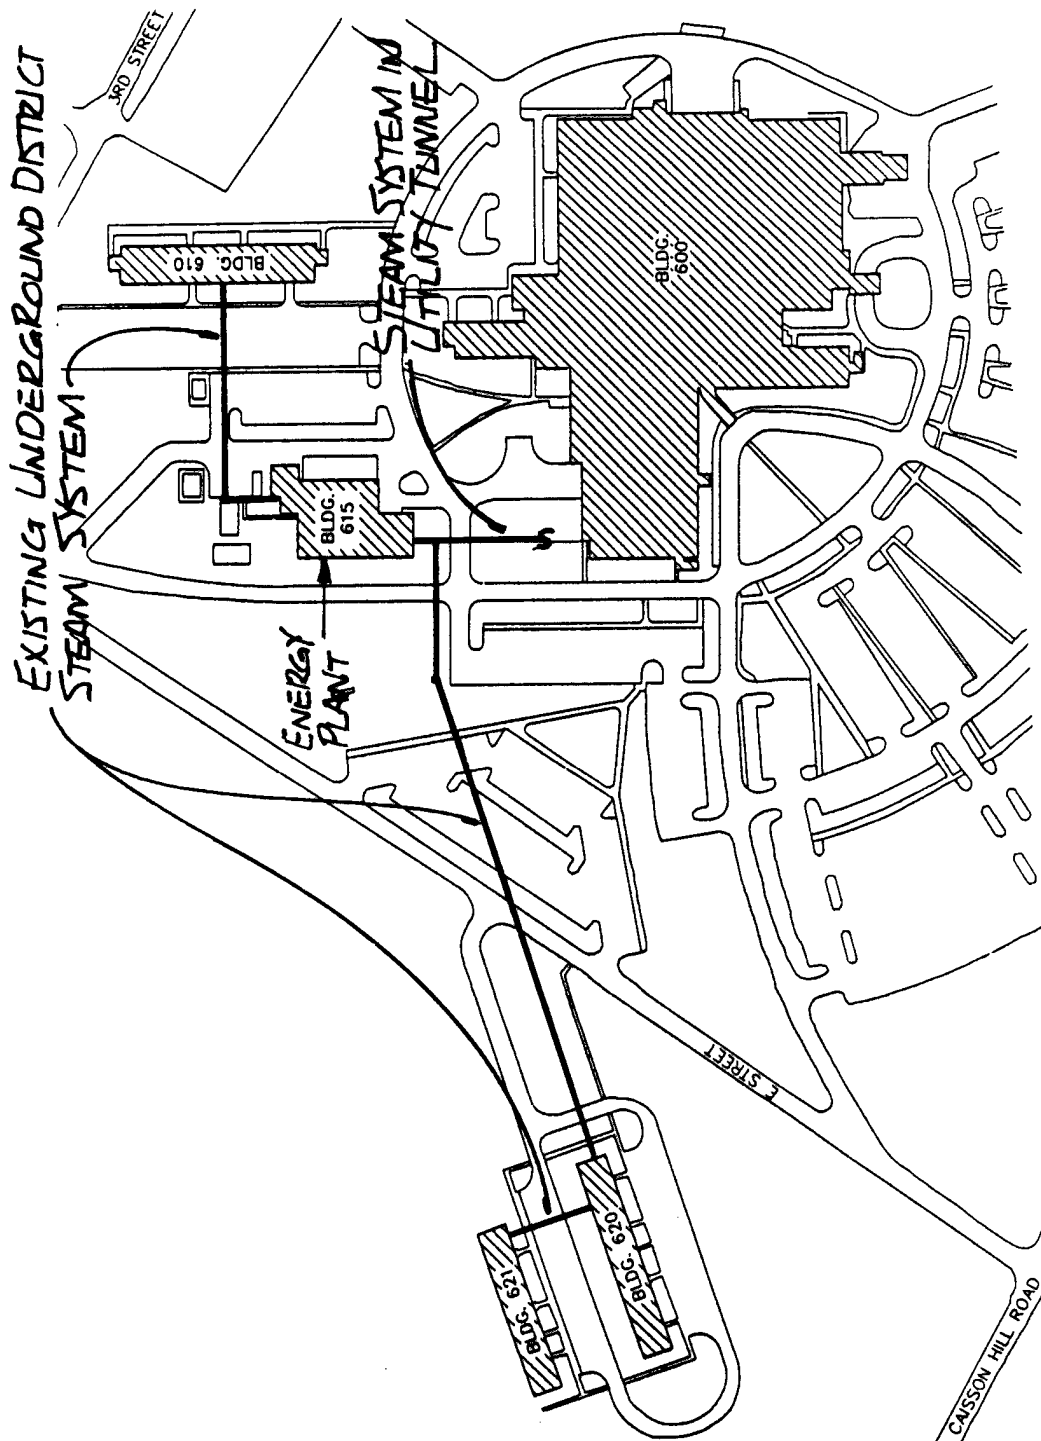 EXISTING UNDERGROUND DISTRICT
STEAM SYSTEM
3RD STREET
STEAM SYSTEM IN
UTILITY TUNNEL
BLDG. 610
BLDG.
600
BLDG.
615
ENERGY
PLANT
E STREET
BLDG. 621
BLDG. 620
CAISSON HILL ROAD